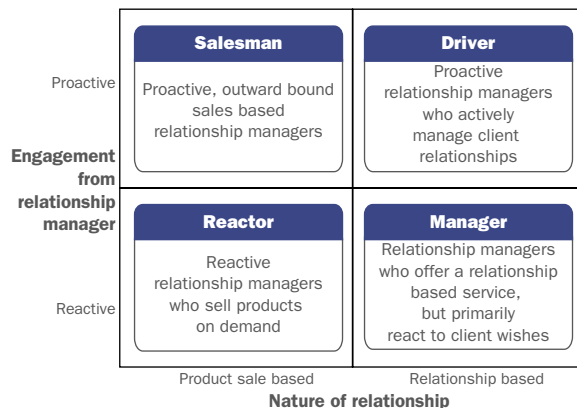 Salesman
Proactive, outward bound
sales based
relationship managers
Driver
Proactive
relationship managers
who actively
manage client
relationships
Proactive
Engagement
from
relationship
manager
Reactor
Reactive
relationship managers
who sell products
on demand
Manager
Relationship managers
who offer a relationship
based service,
but primarily
react to client wishes
Reactive
Product sale based
Relationship based
Nature of relationship